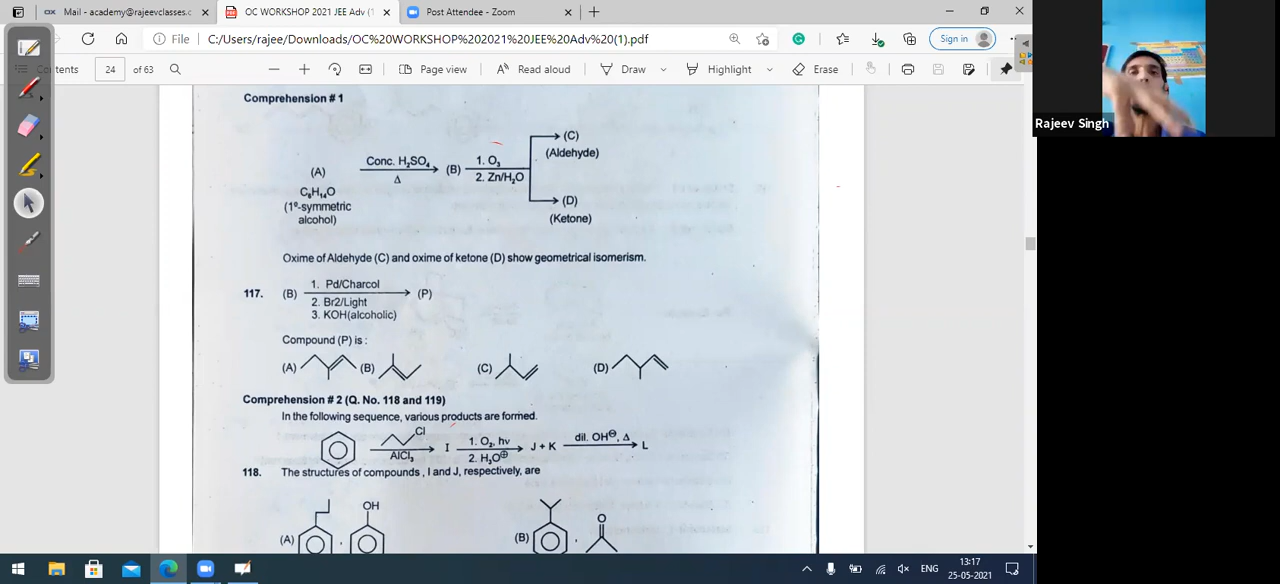 Mail - academy@rajeevclasses.c
OC WORKSHOP 2021 JEE Adv (1
Post Attendee - Zoom
File
C:/Users/rajee/Downloads/OC%20WORKSHOP%202021%20JEE%20Adv%20(1).pdf
Sign in
ntents
24
of 63
Page view
Read aloud
Draw
Highlight
Erase
Rajeev Singh
Comprehension # 1
(A)
C₆H₁₄O
(1⁰-symmetric
alcohol)
Conc. H₂SO₄
Δ
(B)
1. O₃
2. Zn/H₂O
(C)
(Aldehyde)
(D)
(Ketone)
Oxime of Aldehyde (C) and oxime of ketone (D) show geometrical isomerism.
117. (B) 1. Pd/Charcol (P)
2. Br2/Light
3. KOH(alcoholic)
Compound (P) is :
(A) (B) (C) (D)
Comprehension # 2 (Q. No. 118 and 119)
In the following sequence, various products are formed.
Cl
AlCl₃
I
1. O₂, hν
2. H₃O⊕
J + K
dil. OH⊖, Δ
L
118. The structures of compounds , I and J, respectively, are
OH
(A) ,
O
(B) ,
ENG
13:17
25-05-2021